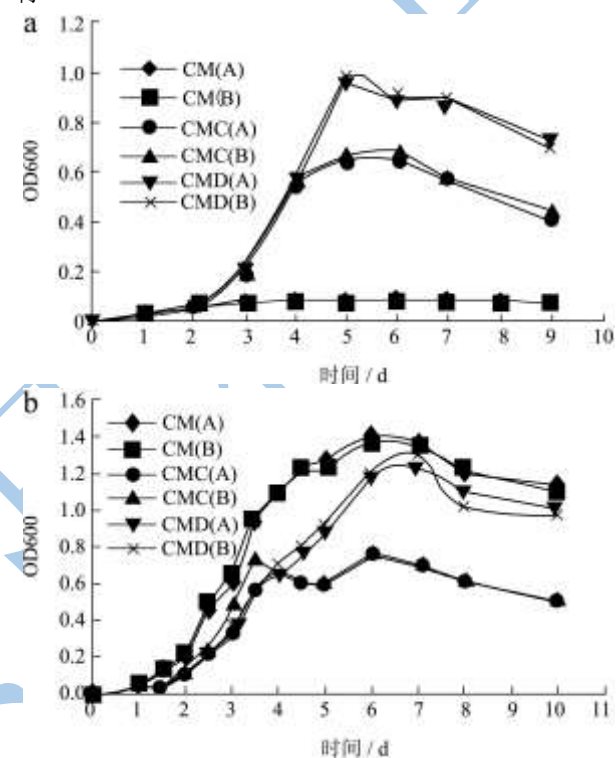 a
1.2
1.0
0.8
0.6
0.4
0.2
0
OD600
CM(A)
CM(B)
CMC(A)
CMC(B)
CMD(A)
CMD(B)
0 1 2 3 4 5 6 7 8 9 10
时间 / d
b
1.6
1.4
1.2
1.0
0.8
0.6
0.4
0.2
0.0
OD600
CM(A)
CM(B)
CMC(A)
CMC(B)
CMD(A)
CMD(B)
0 1 2 3 4 5 6 7 8 9 10 11
时间 / d